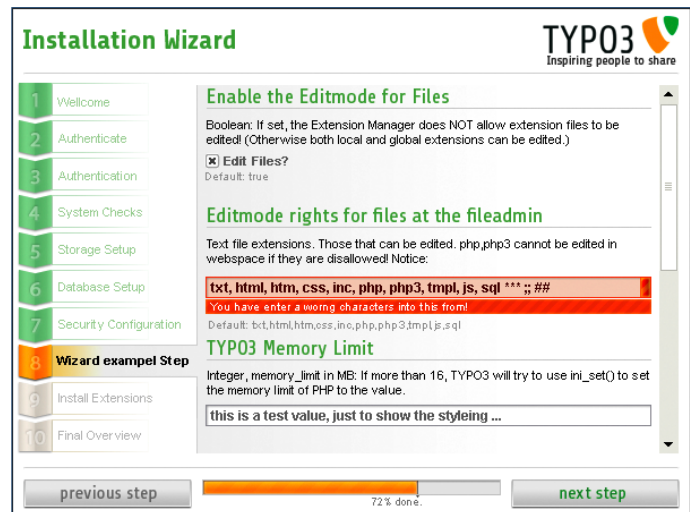 Installation Wizard
TYPO3
Inspiring people to share
1 Wellcome
2 Authenticate
3 Authentication
4 System Checks
5 Storage Setup
6 Database Setup
7 Security Configuration
8 Wizard exampel Step
9 Install Extensions
10 Final Overview
Enable the Editmode for Files
Boolean: If set, the Extension Manager does NOT allow extension files to be
edited! (Otherwise both local and global extensions can be edited.)
Edit Files?
Default: true
Editmode rights for files at the fileadmin
Text file extensions. Those that can be edited. php,php3 cannot be edited in
webspace if they are disallowed! Notice:
txt, html, htm, css, inc, php, php3, tmpl, js, sql *** ;; ##
You have enter a worng characters into this from!
Default: txt,html,htm,css,inc,php,php3,tmpl,js,sql
TYPO3 Memory Limit
Integer, memory_limit in MB: If more than 16, TYPO3 will try to use ini_set() to set
the memory limit of PHP to the value.
this is a test value, just to show the styleing ...
previous step
72% done.
next step